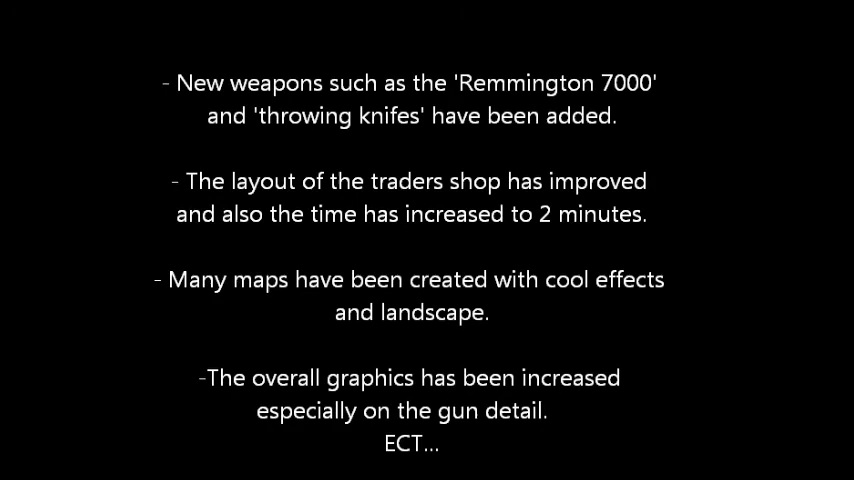 - New weapons such as the 'Remmington 7000'
and 'throwing knifes' have been added.
- The layout of the traders shop has improved
and also the time has increased to 2 minutes.
- Many maps have been created with cool effects
and landscape.
-The overall graphics has been increased
especially on the gun detail.
ECT...